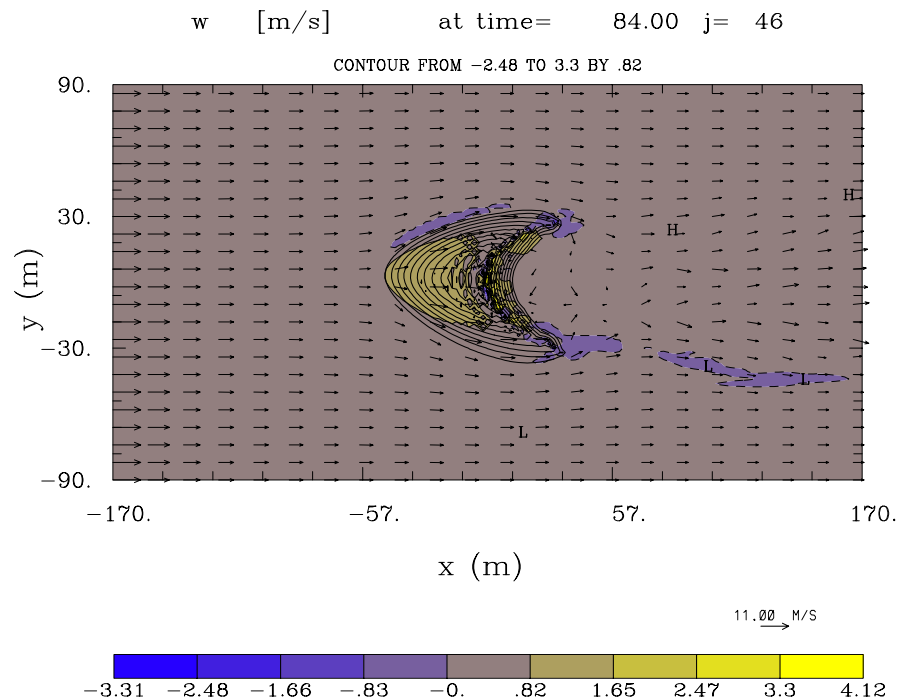 w [m/s] at time= 84.00 j= 46
CONTOUR FROM -2.48 TO 3.3 BY .82
90.
30.
-30.
-90.
y (m)
H
H
L
L
L
-170. -57. 57. 170.
x (m)
11.00 M/S
-3.31 -2.48 -1.66 -.83 -0. .82 1.65 2.47 3.3 4.12